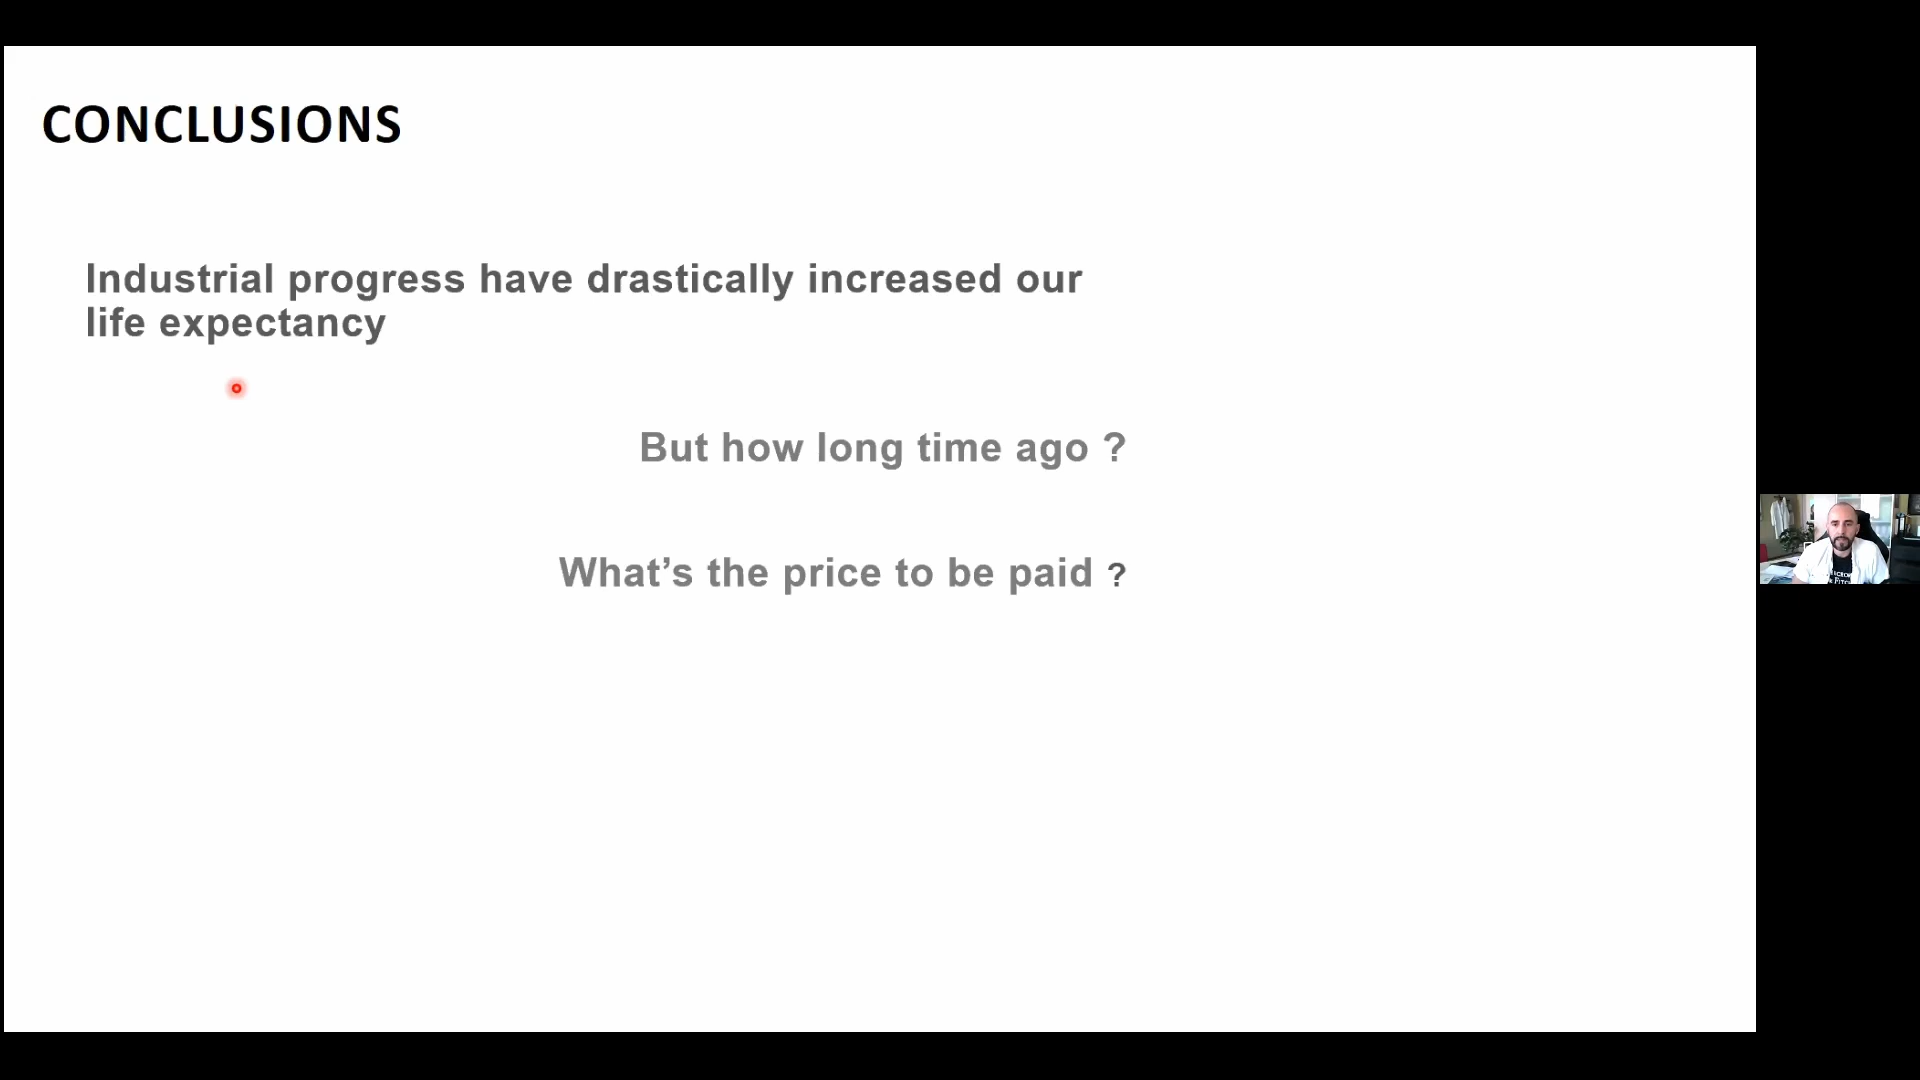 CONCLUSIONS
Industrial progress have drastically increased our
life expectancy
But how long time ago ?
What’s the price to be paid ?